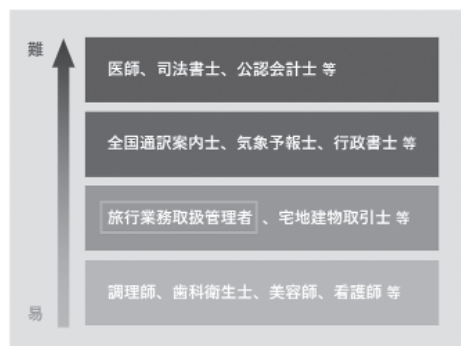 難
医師、司法書士、公認会計士 等
全国通訳案内士、気象予報士、行政書士 等
旅行業務取扱管理者、宅地建物取引士 等
調理師、歯科衛生士、美容師、看護師 等
易